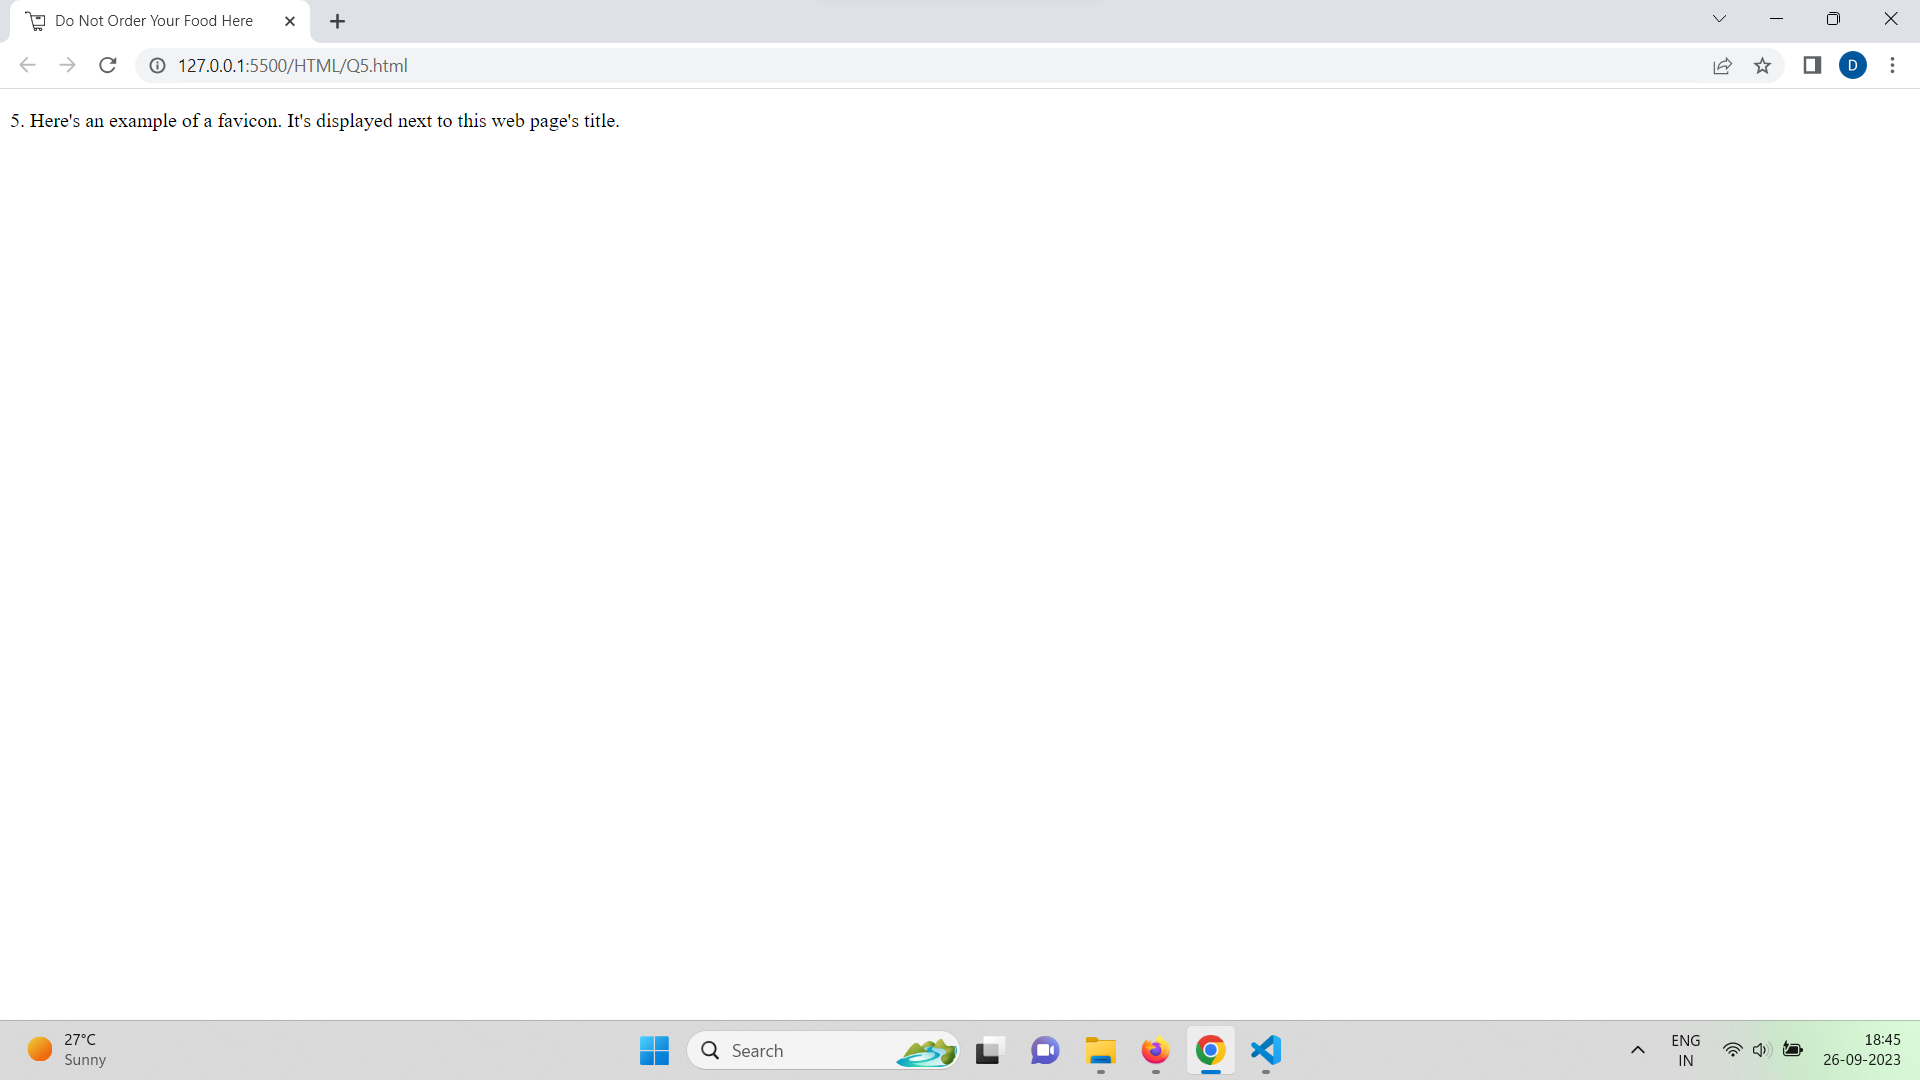 Do Not Order Your Food Here
127.0.0.1:5500/HTML/Q5.html
D
5. Here's an example of a favicon. It's displayed next to this web page's title.
27°C
Sunny
Search
ENG
IN
18:45
26-09-2023